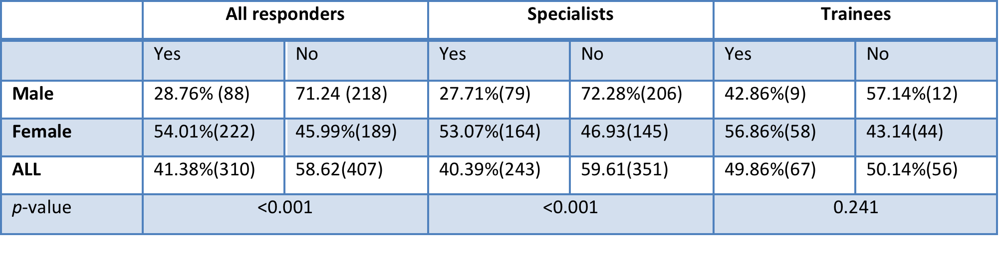 All responders Specialists Trainees
Yes No Yes No Yes No
Male 28.76% (88) 71.24 (218) 27.71%(79) 72.28%(206) 42.86%(9) 57.14%(12)
Female 54.01%(222) 45.99%(189) 53.07%(164) 46.93(145) 56.86%(58) 43.14(44)
ALL 41.38%(310) 58.62(407) 40.39%(243) 59.61(351) 49.86%(67) 50.14%(56)
p-value <0.001 <0.001 0.241